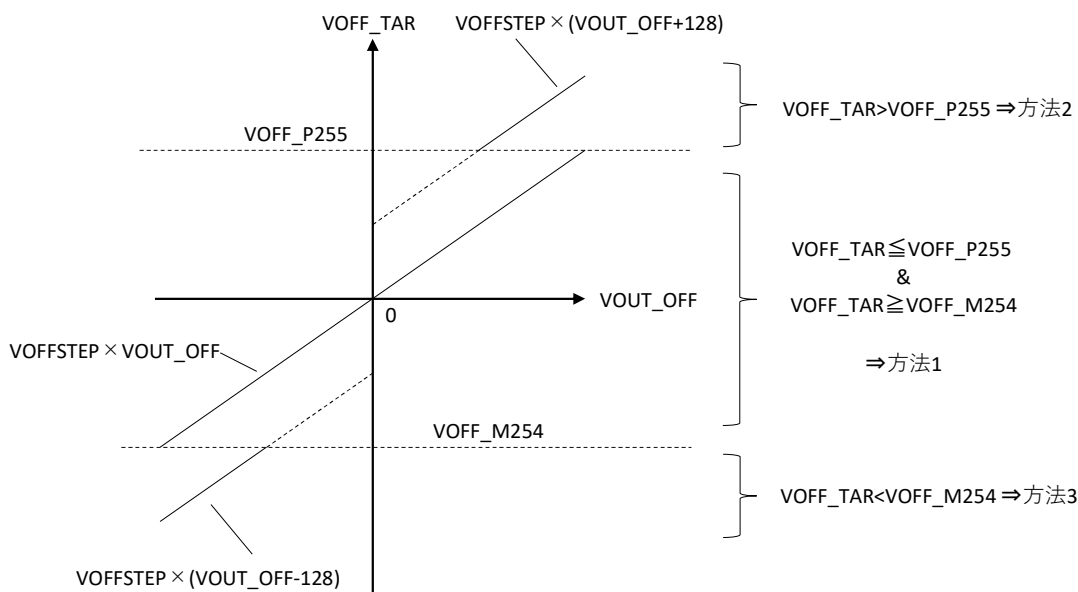 VOFF_TAR
VOFFSTEP×(VOUT_OFF+128)
VOFF_TAR>VOFF_P255 ⇒方法2
VOFF_P255
VOFF_TAR≦VOFF_P255
&
VOFF_TAR≧VOFF_M254
⇒方法1
VOUT_OFF
0
VOFFSTEP×VOUT_OFF
VOFF_M254
VOFF_TAR<VOFF_M254 ⇒方法3
VOFFSTEP×(VOUT_OFF-128)